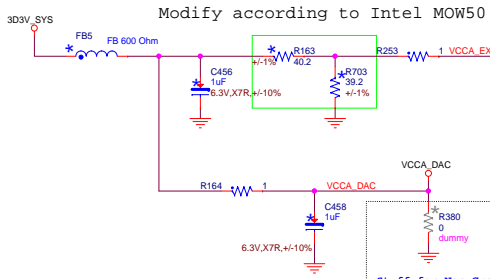 Modify according to Intel MOW50
3D3V_SYS
FB5
FB 600 Ohm
C456
1uF
6.3V,X7R,+/-10%
+/-1%
R163
40.2
R703
39.2
+/-1%
R253
1
VCCA_EX
R164
1
VCCA_DAC
VCCA_DAC
C458
1uF
6.3V,X7R,+/-10%
R380
0
dummy